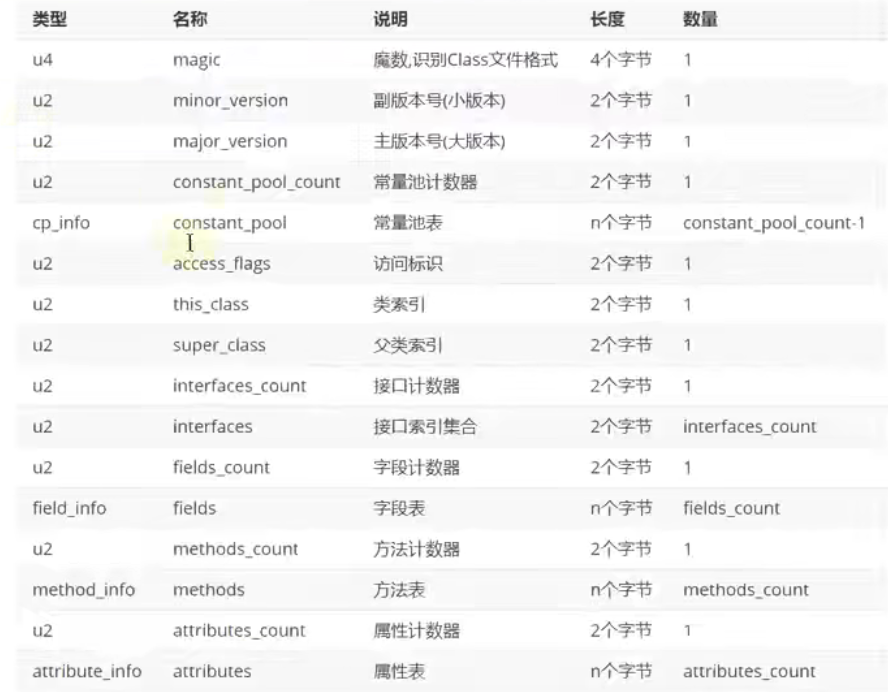 类型 名称 说明 长度 数量
u4 magic 魔数,识别Class文件格式 4个字节 1
u2 minor_version 副版本号(小版本) 2个字节 1
u2 major_version 主版本号(大版本) 2个字节 1
u2 constant_pool_count 常量池计数器 2个字节 1
cp_info constant_pool 常量池表 n个字节 constant_pool_count-1
u2 access_flags 访问标识 2个字节 1
u2 this_class 类索引 2个字节 1
u2 super_class 父类索引 2个字节 1
u2 interfaces_count 接口计数器 2个字节 1
u2 interfaces 接口索引集合 2个字节 interfaces_count
u2 fields_count 字段计数器 2个字节 1
field_info fields 字段表 n个字节 fields_count
u2 methods_count 方法计数器 2个字节 1
method_info methods 方法表 n个字节 methods_count
u2 attributes_count 属性计数器 2个字节 1
attribute_info attributes 属性表 n个字节 attributes_count